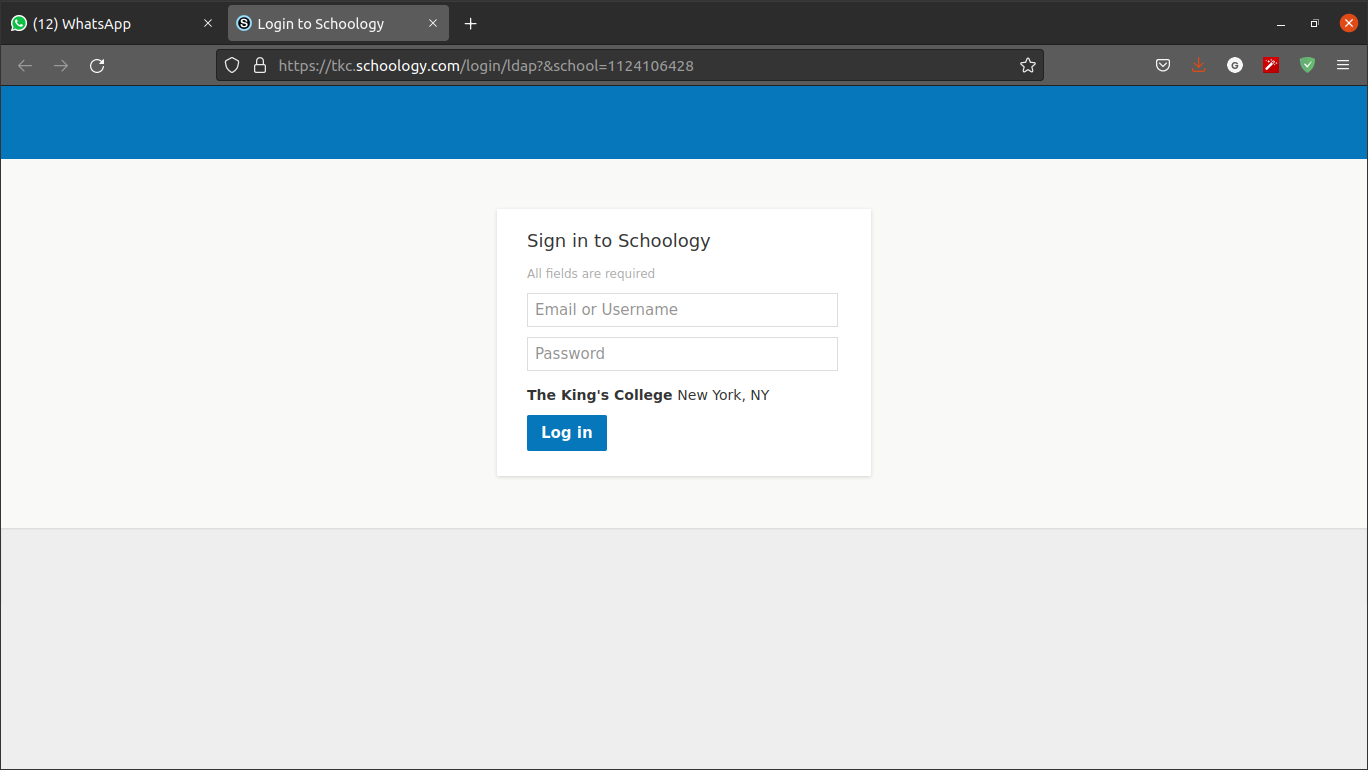 (12) WhatsApp
Login to Schoology
https://tkc.schoology.com/login/ldap?&school=1124106428
Sign in to Schoology
All fields are required
Email or Username
Password
The King's College New York, NY
Log in